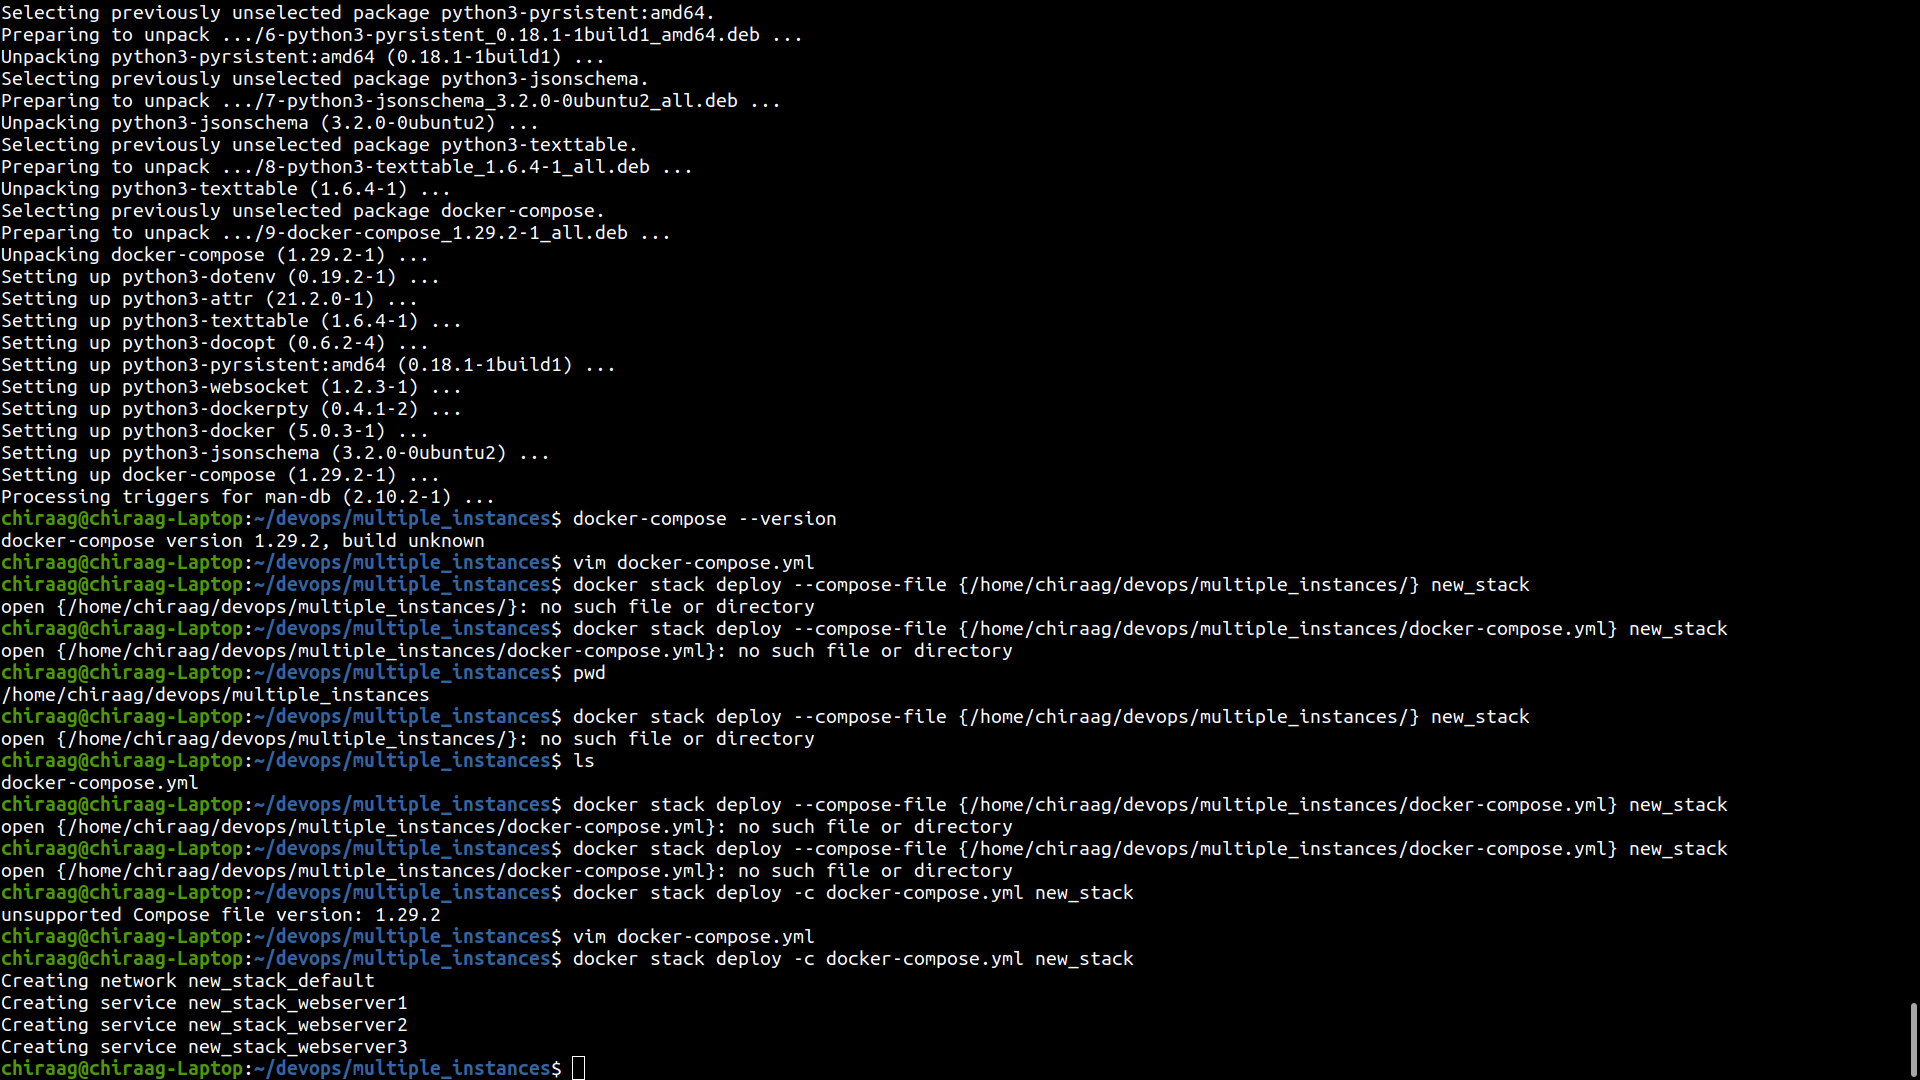 Selecting previously unselected package python3-pyrsistent:amd64.
Preparing to unpack .../6-python3-pyrsistent_0.18.1-1build1_amd64.deb ...
Unpacking python3-pyrsistent:amd64 (0.18.1-1build1) ...
Selecting previously unselected package python3-jsonschema.
Preparing to unpack .../7-python3-jsonschema_3.2.0-0ubuntu2_all.deb ...
Unpacking python3-jsonschema (3.2.0-0ubuntu2) ...
Selecting previously unselected package python3-texttable.
Preparing to unpack .../8-python3-texttable_1.6.4-1_all.deb ...
Unpacking python3-texttable (1.6.4-1) ...
Selecting previously unselected package docker-compose.
Preparing to unpack .../9-docker-compose_1.29.2-1_all.deb ...
Unpacking docker-compose (1.29.2-1) ...
Setting up python3-dotenv (0.19.2-1) ...
Setting up python3-attr (21.2.0-1) ...
Setting up python3-texttable (1.6.4-1) ...
Setting up python3-docopt (0.6.2-4) ...
Setting up python3-pyrsistent:amd64 (0.18.1-1build1) ...
Setting up python3-websocket (1.2.3-1) ...
Setting up python3-dockerpty (0.4.1-2) ...
Setting up python3-docker (5.0.3-1) ...
Setting up python3-jsonschema (3.2.0-0ubuntu2) ...
Setting up docker-compose (1.29.2-1) ...
Processing triggers for man-db (2.10.2-1) ...
chiraag@chiraag-Laptop:~/devops/multiple_instances$ docker-compose --version
docker-compose version 1.29.2, build unknown
chiraag@chiraag-Laptop:~/devops/multiple_instances$ vim docker-compose.yml
chiraag@chiraag-Laptop:~/devops/multiple_instances$ docker stack deploy --compose-file {/home/chiraag/devops/multiple_instances/} new_stack
open {/home/chiraag/devops/multiple_instances/}: no such file or directory
chiraag@chiraag-Laptop:~/devops/multiple_instances$ docker stack deploy --compose-file {/home/chiraag/devops/multiple_instances/docker-compose.yml} new_stack
open {/home/chiraag/devops/multiple_instances/docker-compose.yml}: no such file or directory
chiraag@chiraag-Laptop:~/devops/multiple_instances$ pwd
/home/chiraag/devops/multiple_instances
chiraag@chiraag-Laptop:~/devops/multiple_instances$ docker stack deploy --compose-file {/home/chiraag/devops/multiple_instances/} new_stack
open {/home/chiraag/devops/multiple_instances/}: no such file or directory
chiraag@chiraag-Laptop:~/devops/multiple_instances$ ls
docker-compose.yml
chiraag@chiraag-Laptop:~/devops/multiple_instances$ docker stack deploy --compose-file {/home/chiraag/devops/multiple_instances/docker-compose.yml} new_stack
open {/home/chiraag/devops/multiple_instances/docker-compose.yml}: no such file or directory
chiraag@chiraag-Laptop:~/devops/multiple_instances$ docker stack deploy --compose-file {/home/chiraag/devops/multiple_instances/docker-compose.yml} new_stack
open {/home/chiraag/devops/multiple_instances/docker-compose.yml}: no such file or directory
chiraag@chiraag-Laptop:~/devops/multiple_instances$ docker stack deploy -c docker-compose.yml new_stack
unsupported Compose file version: 1.29.2
chiraag@chiraag-Laptop:~/devops/multiple_instances$ vim docker-compose.yml
chiraag@chiraag-Laptop:~/devops/multiple_instances$ docker stack deploy -c docker-compose.yml new_stack
Creating network new_stack_default
Creating service new_stack_webserver1
Creating service new_stack_webserver2
Creating service new_stack_webserver3
chiraag@chiraag-Laptop:~/devops/multiple_instances$